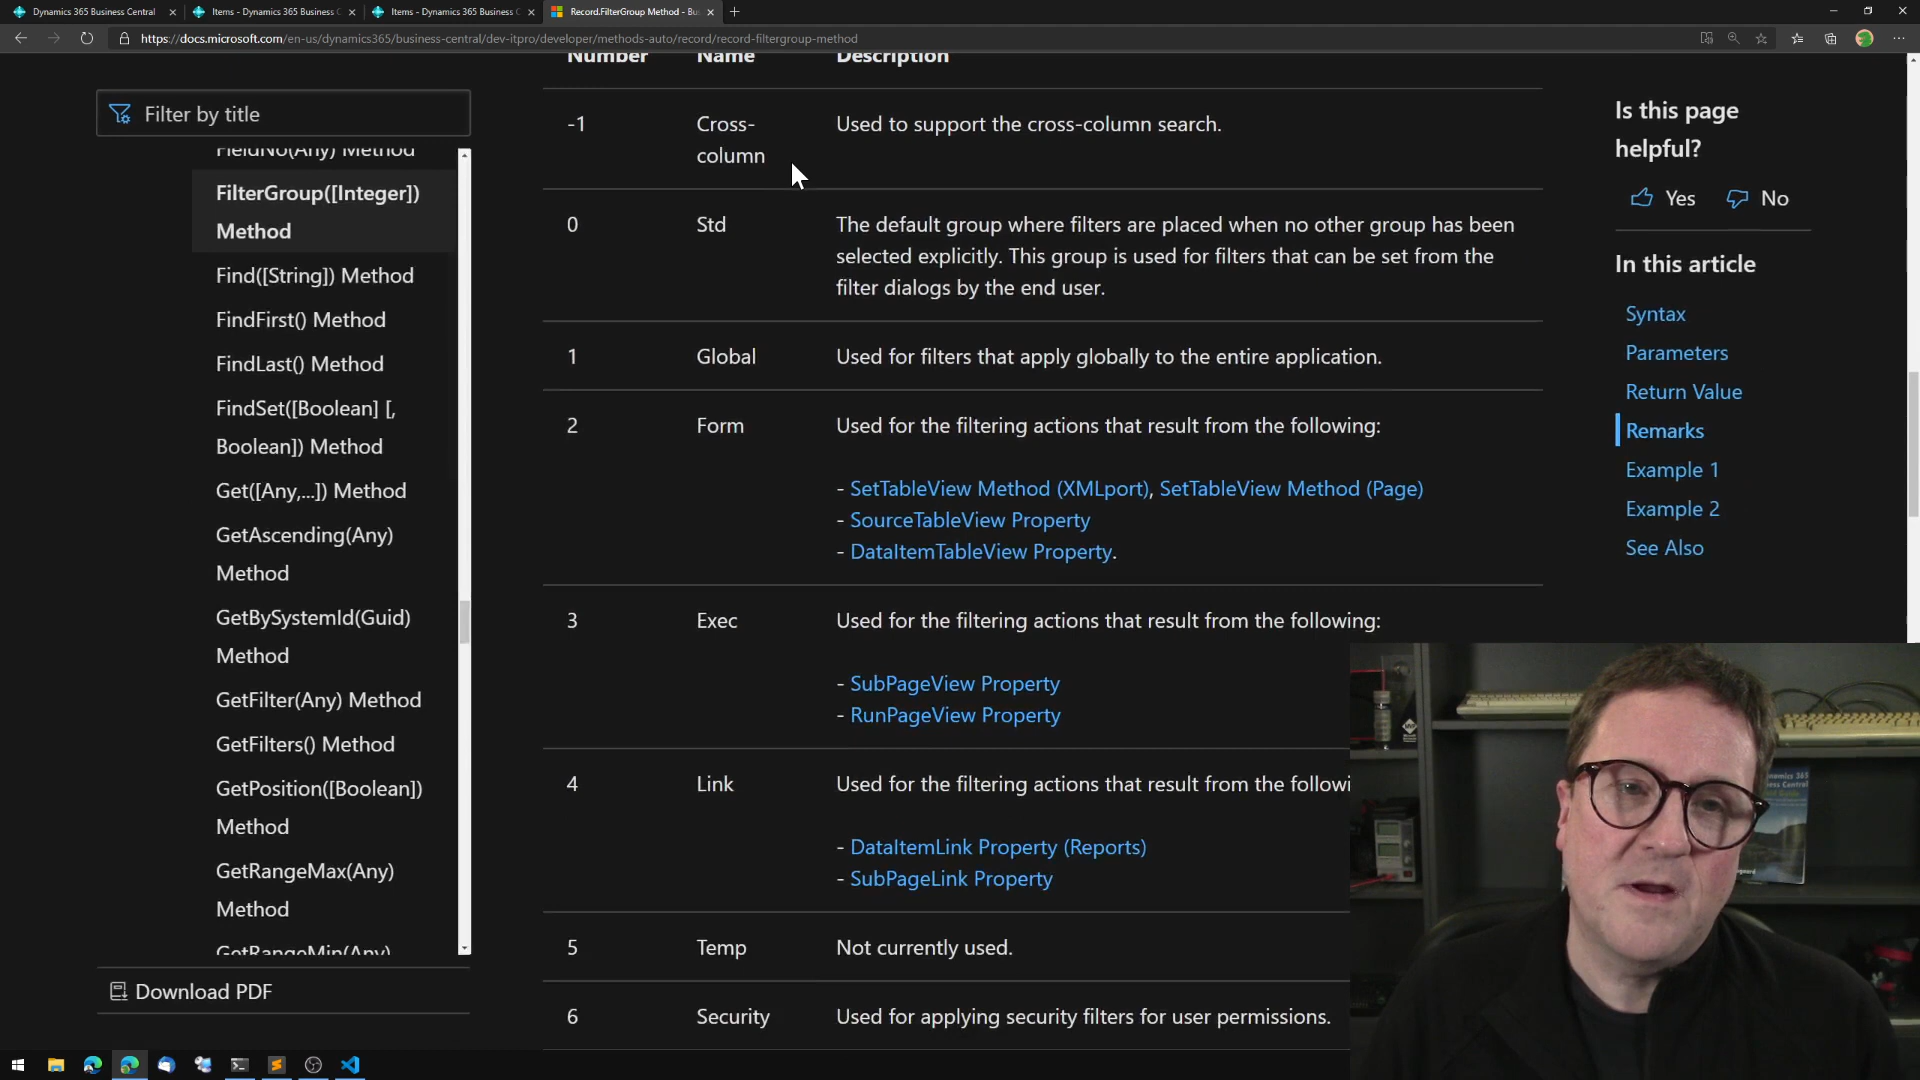 Dynamics 365 Business Central
Items - Dynamics 365 Business C
Items - Dynamics 365 Business C
Record.FilterGroup Method - Bu
https://docs.microsoft.com/en-us/dynamics365/business-central/dev-itpro/developer/methods-auto/record/record-filtergroup-method
Filter by title
FieldNo(Any) Method
FilterGroup([Integer])
Method
Find([String]) Method
FindFirst() Method
FindLast() Method
FindSet([Boolean] [,
Boolean]) Method
Get([Any,...]) Method
GetAscending(Any)
Method
GetBySystemId(Guid)
Method
GetFilter(Any) Method
GetFilters() Method
GetPosition([Boolean])
Method
GetRangeMax(Any)
Method
GetRangeMin(Any)
Download PDF
Number Name Description
-1 Cross- Used to support the cross-column search.
column
0 Std The default group where filters are placed when no other group has been
selected explicitly. This group is used for filters that can be set from the
filter dialogs by the end user.
1 Global Used for filters that apply globally to the entire application.
2 Form Used for the filtering actions that result from the following:
- SetTableView Method (XMLport), SetTableView Method (Page)
- SourceTableView Property
- DataItemTableView Property.
3 Exec Used for the filtering actions that result from the following:
- SubPageView Property
- RunPageView Property
4 Link Used for the filtering actions that result from the followi
- DataItemLink Property (Reports)
- SubPageLink Property
5 Temp Not currently used.
6 Security Used for applying security filters for user permissions.
Is this page
helpful?
Yes No
In this article
Syntax
Parameters
Return Value
Remarks
Example 1
Example 2
See Also